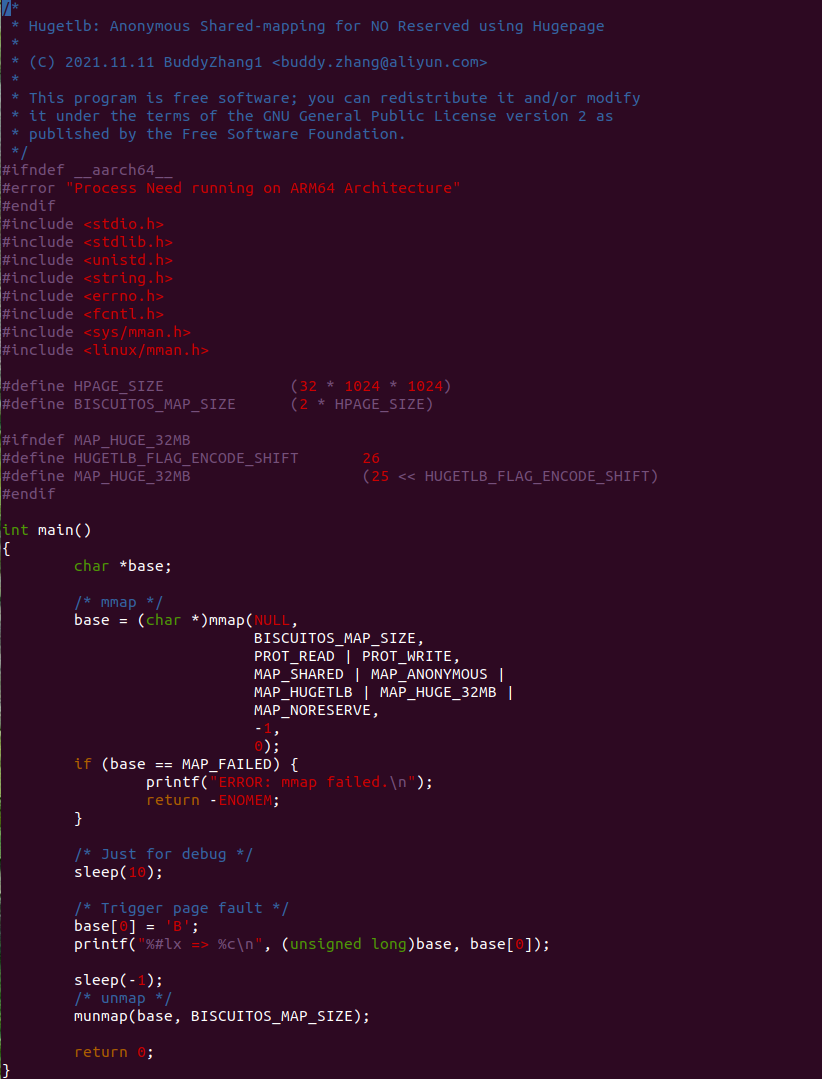 /*
 * Hugetlb: Anonymous Shared-mapping for NO Reserved using Hugepage
 *
 * (C) 2021.11.11 BuddyZhang1 <buddy.zhang@aliyun.com>
 *
 * This program is free software; you can redistribute it and/or modify
 * it under the terms of the GNU General Public License version 2 as
 * published by the Free Software Foundation.
 */
#ifndef __aarch64__
#error "Process Need running on ARM64 Architecture"
#endif
#include <stdio.h>
#include <stdlib.h>
#include <unistd.h>
#include <string.h>
#include <errno.h>
#include <fcntl.h>
#include <sys/mman.h>
#include <linux/mman.h>

#define HPAGE_SIZE              (32 * 1024 * 1024)
#define BISCUITOS_MAP_SIZE      (2 * HPAGE_SIZE)

#ifndef MAP_HUGE_32MB
#define HUGETLB_FLAG_ENCODE_SHIFT       26
#define MAP_HUGE_32MB                   (25 << HUGETLB_FLAG_ENCODE_SHIFT)
#endif

int main()
{
        char *base;

        /* mmap */
        base = (char *)mmap(NULL,
                            BISCUITOS_MAP_SIZE,
                            PROT_READ | PROT_WRITE,
                            MAP_SHARED | MAP_ANONYMOUS |
                            MAP_HUGETLB | MAP_HUGE_32MB |
                            MAP_NORESERVE,
                            -1,
                            0);
        if (base == MAP_FAILED) {
                printf("ERROR: mmap failed.\n");
                return -ENOMEM;
        }

        /* Just for debug */
        sleep(10);

        /* Trigger page fault */
        base[0] = 'B';
        printf("%#lx => %c\n", (unsigned long)base, base[0]);

        sleep(-1);
        /* unmap */
        munmap(base, BISCUITOS_MAP_SIZE);

        return 0;
}